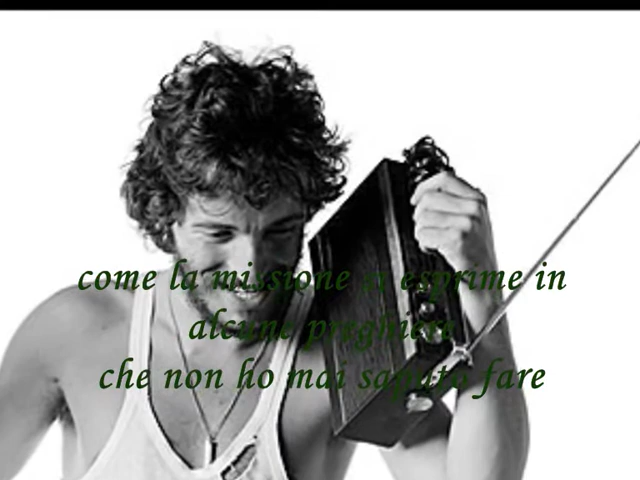 come la missione si esprime in
alcune preghiere
che non ho mai saputo fare